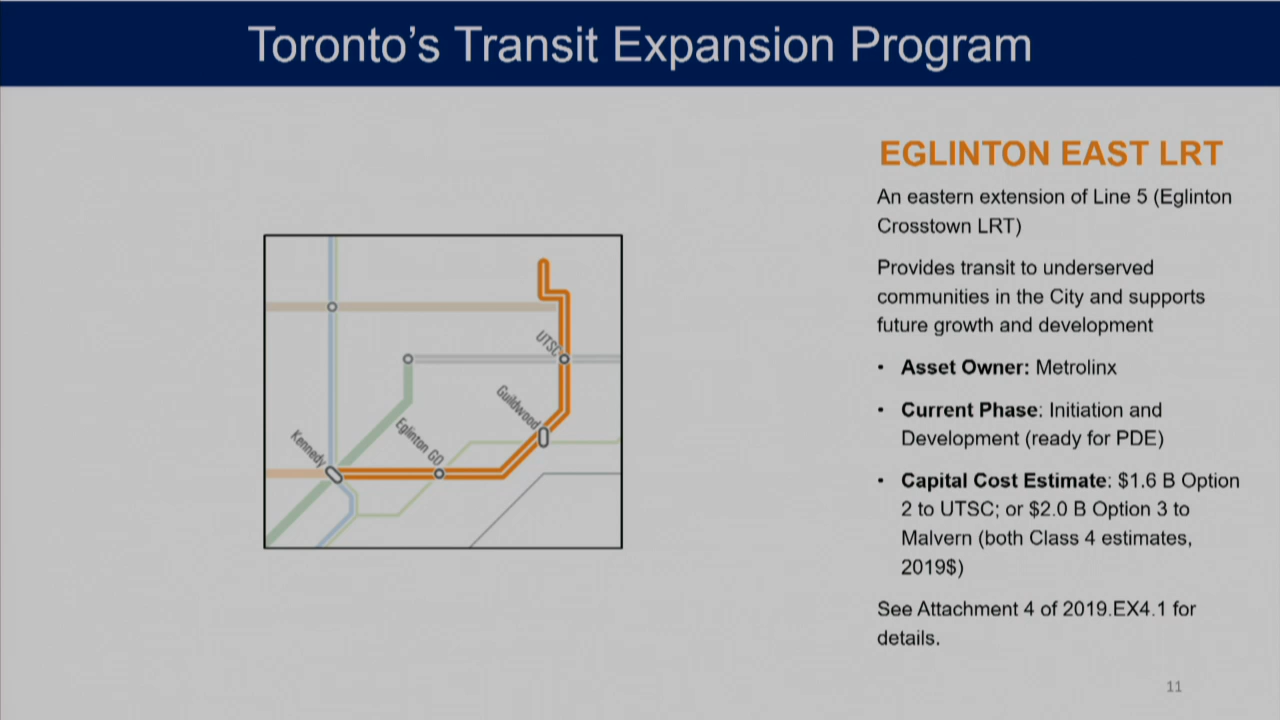 Toronto's Transit Expansion Program
EGLINTON EAST LRT
An eastern extension of Line 5 (Eglinton
Crosstown LRT)
Provides transit to underserved
communities in the City and supports
future growth and development
• Asset Owner: Metrolinx
• Current Phase: Initiation and
Development (ready for PDE)
• Capital Cost Estimate: $1.6 B Option
2 to UTSC; or $2.0 B Option 3 to
Malvern (both Class 4 estimates,
2019$)
See Attachment 4 of 2019.EX4.1 for
details.
UTSC
Guildwood
Eglinton GO
Kennedy
11